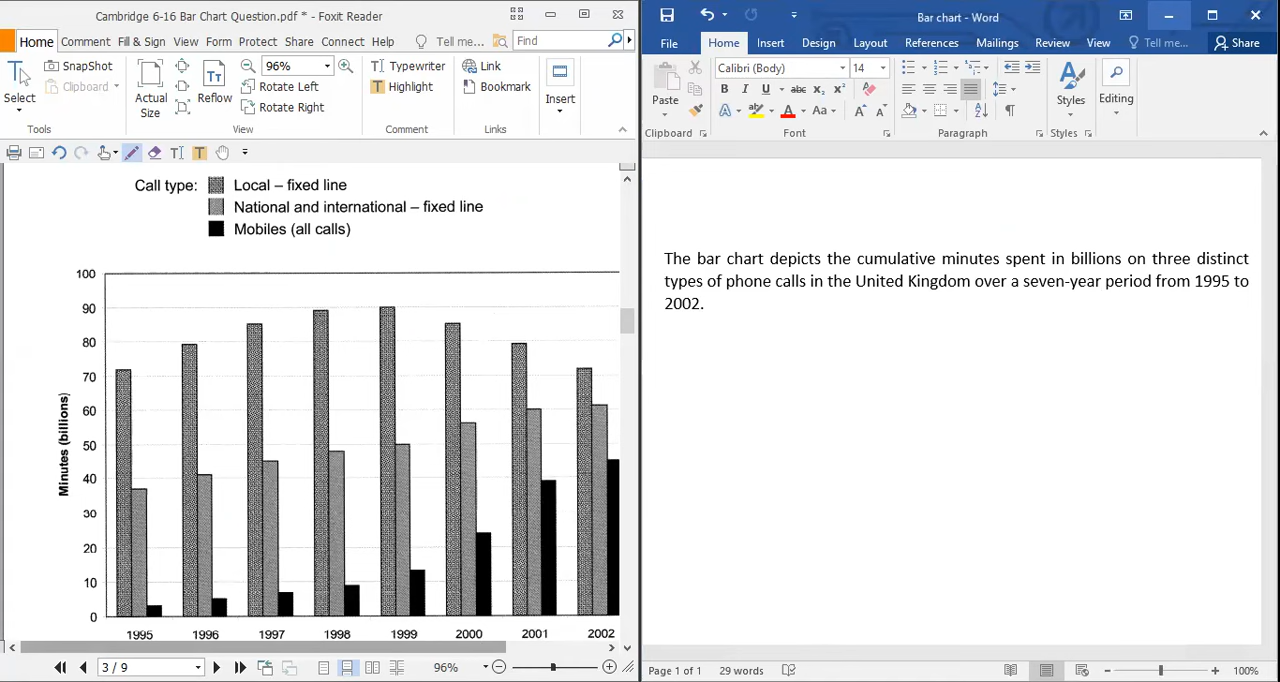 Cambridge 6-16 Bar Chart Question.pdf * - Foxit Reader
Home Comment Fill & Sign View Form Protect Share Connect Help Tell me... Find
Select
SnapShot
Clipboard
Tools
Actual Size
Reflow
96%
Rotate Left
Rotate Right
View
Typewriter
Highlight
Comment
Link
Bookmark
Links
Insert
Call type:
Local – fixed line
National and international – fixed line
Mobiles (all calls)
Minutes (billions)
100
90
80
70
60
50
40
30
20
10
0
1995 1996 1997 1998 1999 2000 2001 2002
3 / 9
96%
Bar chart - Word
File Home Insert Design Layout References Mailings Review View Tell me... Share
Paste
Clipboard
Calibri (Body) 14
B I U abc x₂ x²
A A Aa A A
Font
Paragraph
Styles
Styles
Editing
The bar chart depicts the cumulative minutes spent in billions on three distinct
types of phone calls in the United Kingdom over a seven-year period from 1995 to
2002.
Page 1 of 1 29 words
100%